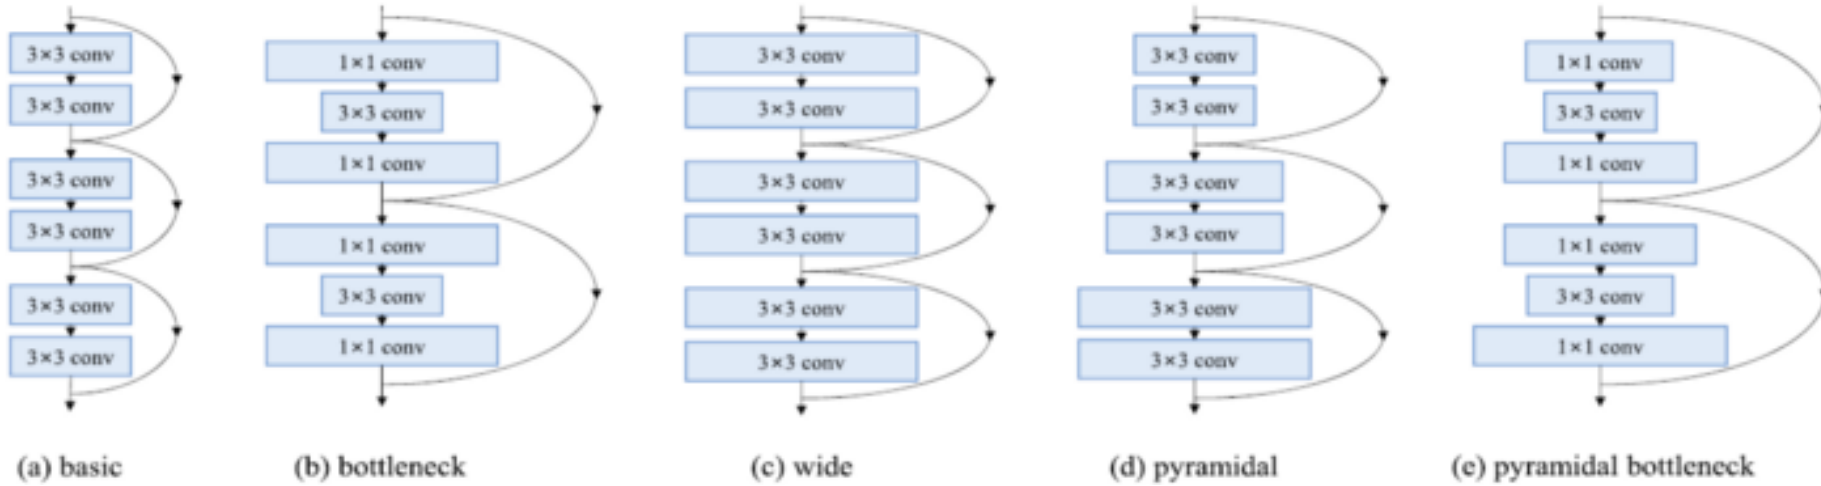 3×3 conv
3×3 conv
3×3 conv
3×3 conv
3×3 conv
3×3 conv
(a) basic
1×1 conv
3×3 conv
1×1 conv
1×1 conv
3×3 conv
1×1 conv
(b) bottleneck
3×3 conv
3×3 conv
3×3 conv
3×3 conv
3×3 conv
3×3 conv
(c) wide
3×3 conv
3×3 conv
3×3 conv
3×3 conv
3×3 conv
3×3 conv
(d) pyramidal
1×1 conv
3×3 conv
1×1 conv
1×1 conv
3×3 conv
1×1 conv
(e) pyramidal bottleneck